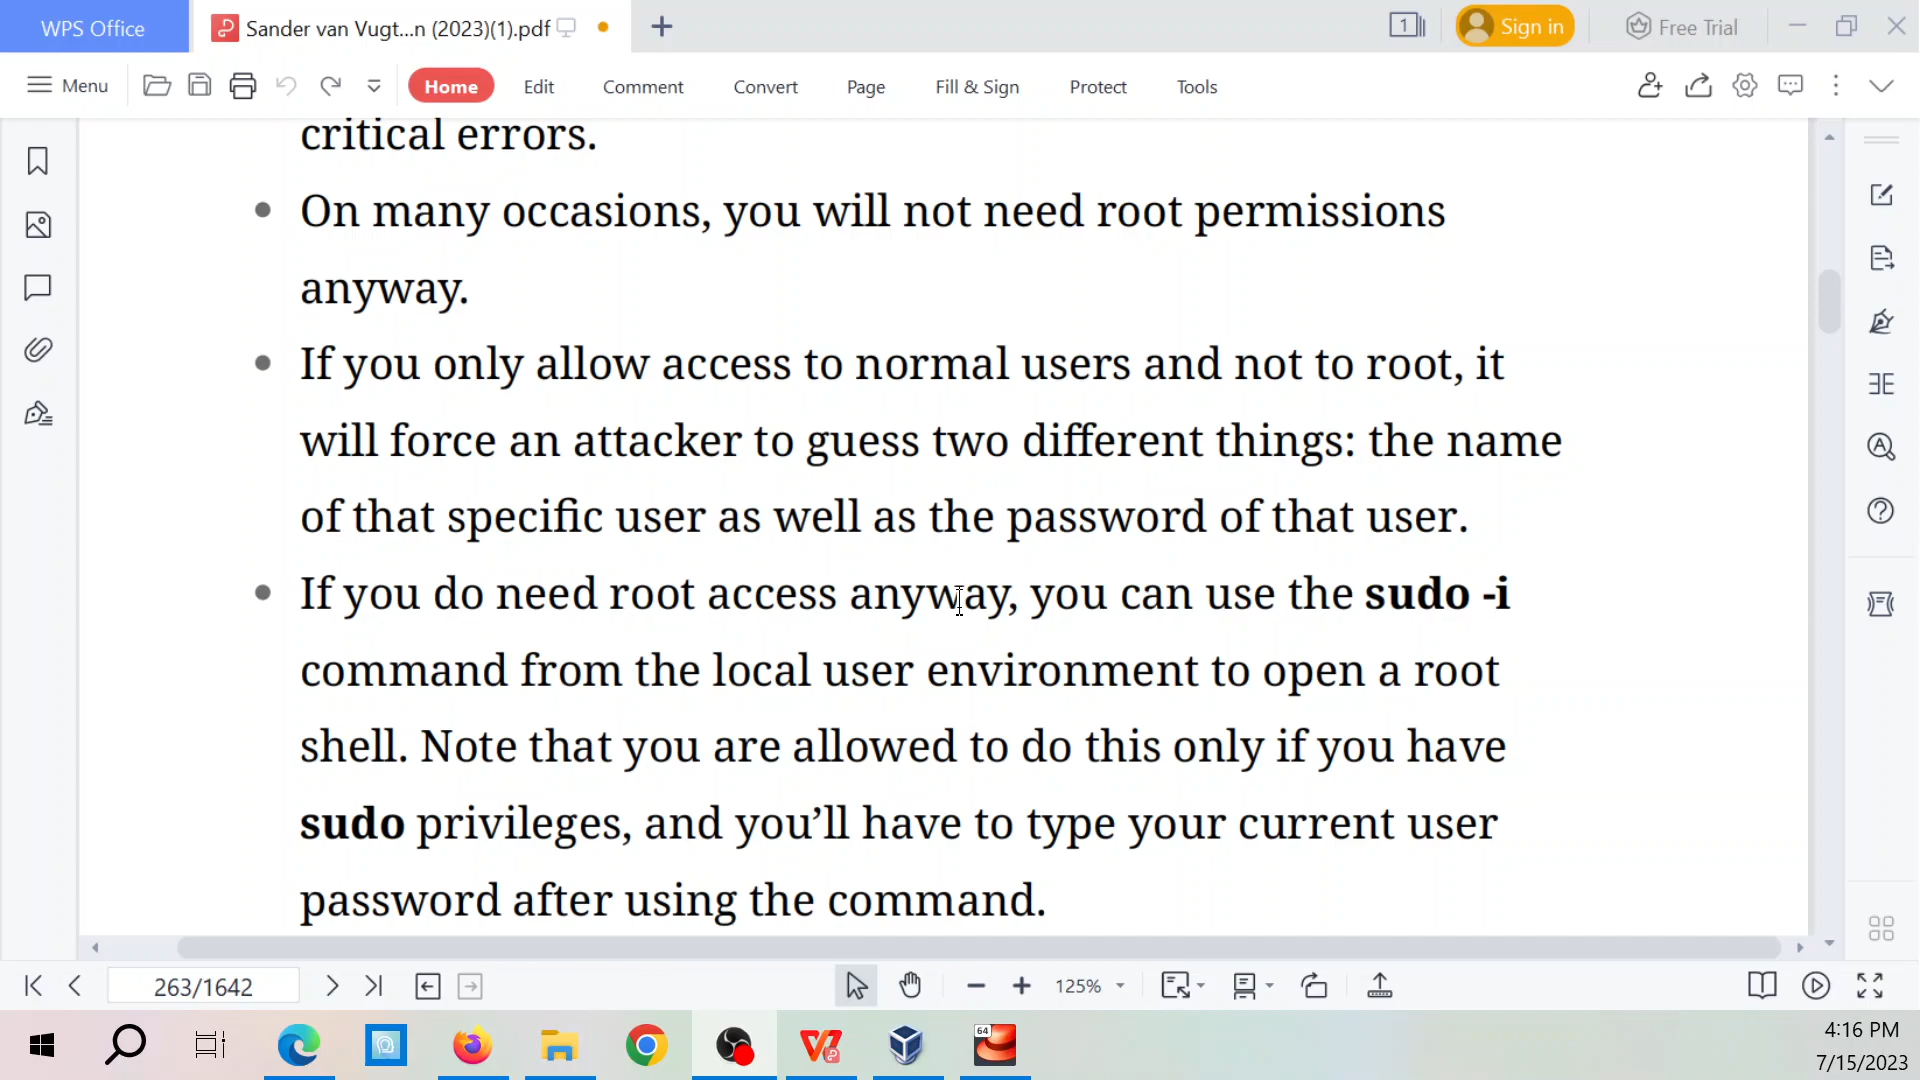 WPS Office
Sander van Vugt...n (2023)(1).pdf
1
Sign in
Free Trial
Menu
Home
Edit
Comment
Convert
Page
Fill & Sign
Protect
Tools
critical errors.
On many occasions, you will not need root permissions
anyway.
If you only allow access to normal users and not to root, it
will force an attacker to guess two different things: the name
of that specific user as well as the password of that user.
If you do need root access anyway, you can use the sudo -i
command from the local user environment to open a root
shell. Note that you are allowed to do this only if you have
sudo privileges, and you’ll have to type your current user
password after using the command.
263/1642
125%
64
4:16 PM
7/15/2023